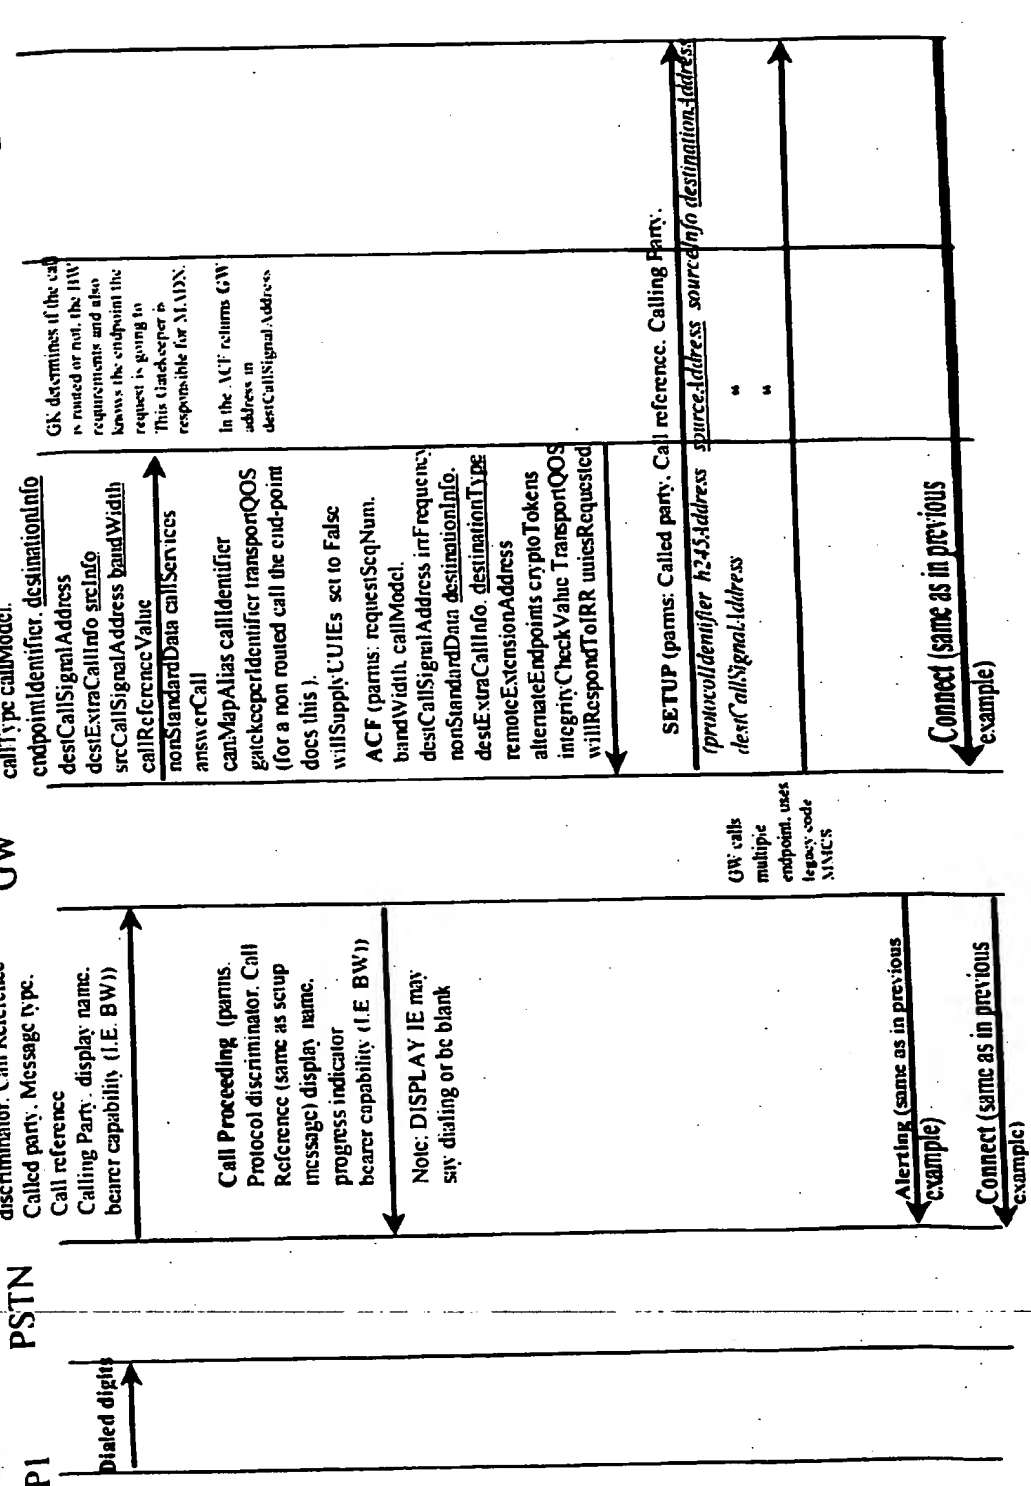 P1
PSTN
GW
Dialed digits
discriminator. Call Reference
Called party. Message type.
Call reference
Calling Party. display name.
bearer capability (I.E. BW))
Call Proceeding (parms.
Protocol discriminator. Call
Reference (same as setup
message) display name.
progress indicator
bearer capability (I.E. BW))
Note: DISPLAY IE may
say dialing or be blank
Alerting (same as in previous
example)
Connect (same as in previous
example)
callType callModel.
endpointIdentifier. destinationInfo
destCallSignalAddress
destExtraCallInfo srcInfo
srcCallSignalAddress bandWidth
callReferenceValue
nonStandardData callServices
answerCall
canMapAlias callIdentifier
gatekeeperIdentifier transportQOS
(for a non routed call the end-point
does this ).
willSupplyCUIEs set to False
ACF (parms: requestSeqNum.
bandWidth. callModel.
destCallSignalAddress irrFrequency
nonStandardData destinationInfo.
destExtraCallInfo. destinationType
remoteExtensionAddress
alternateEndpoints cryptoTokens
integrityCheckValue TransportQOS
willRespondToIRR uuiesRequested
GK determines if the call
is routed or not. the BW
requirements and also
knows the endpoint the
request is going to
This Gatekeeper is
responsible for MADN.
In the ACF returns GW
address in
destCallSignalAddress
SETUP (parms: Called party. Call reference. Calling Party.
(protocolIdentifier h245Address sourceAddress sourceInfo destinationAddress
destCallSignalAddress
"
"
GW calls
multiple
endpoint. uses
legacy code
MMCS
Connect (same as in previous
example)